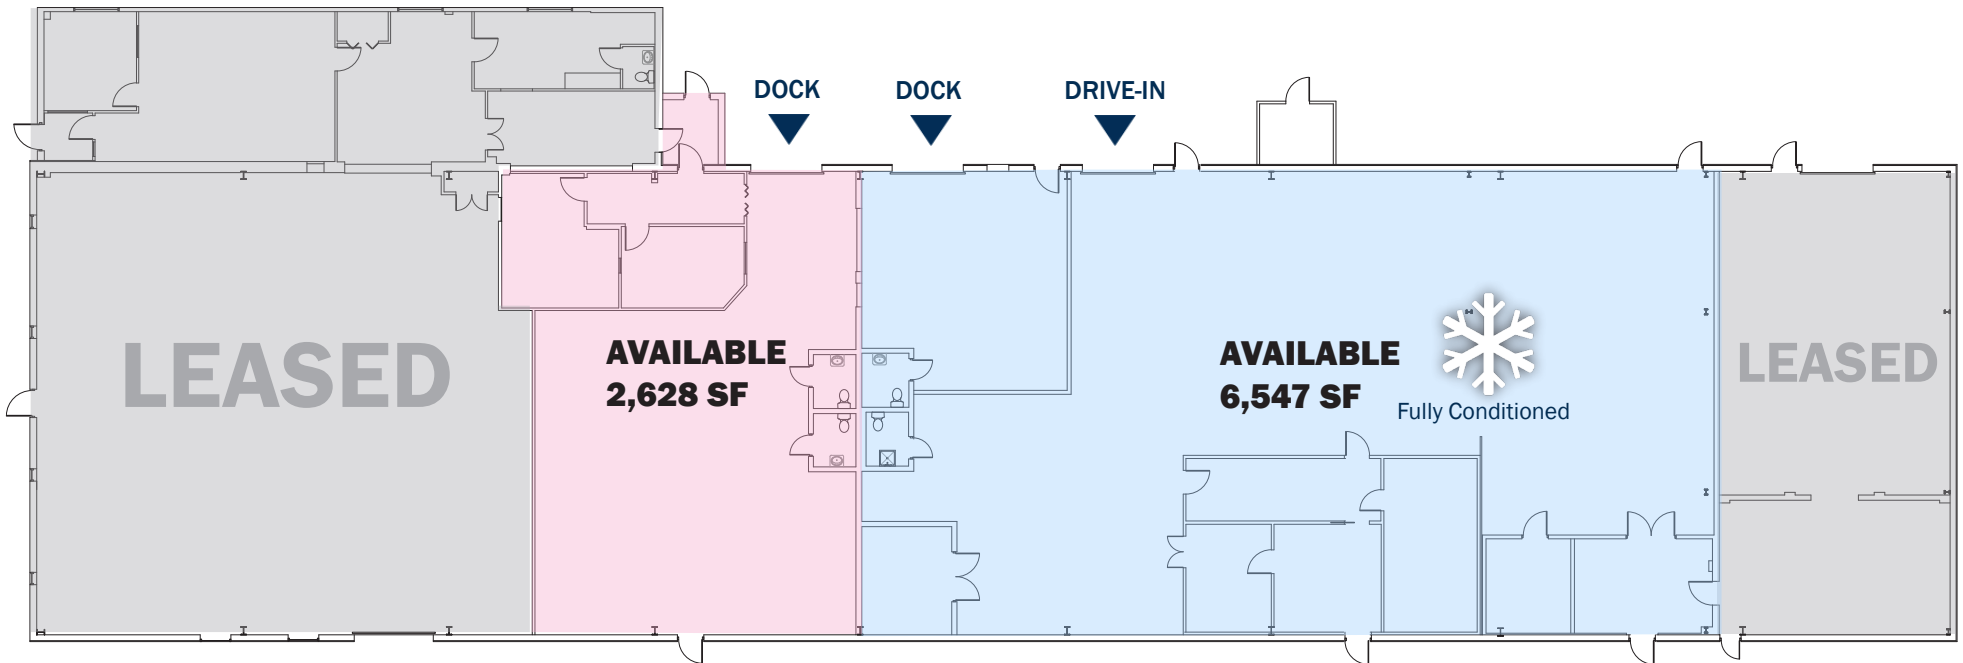 DOCK
DOCK
DRIVE-IN
LEASED
AVAILABLE
2,628 SF
AVAILABLE
6,547 SF
Fully Conditioned
LEASED